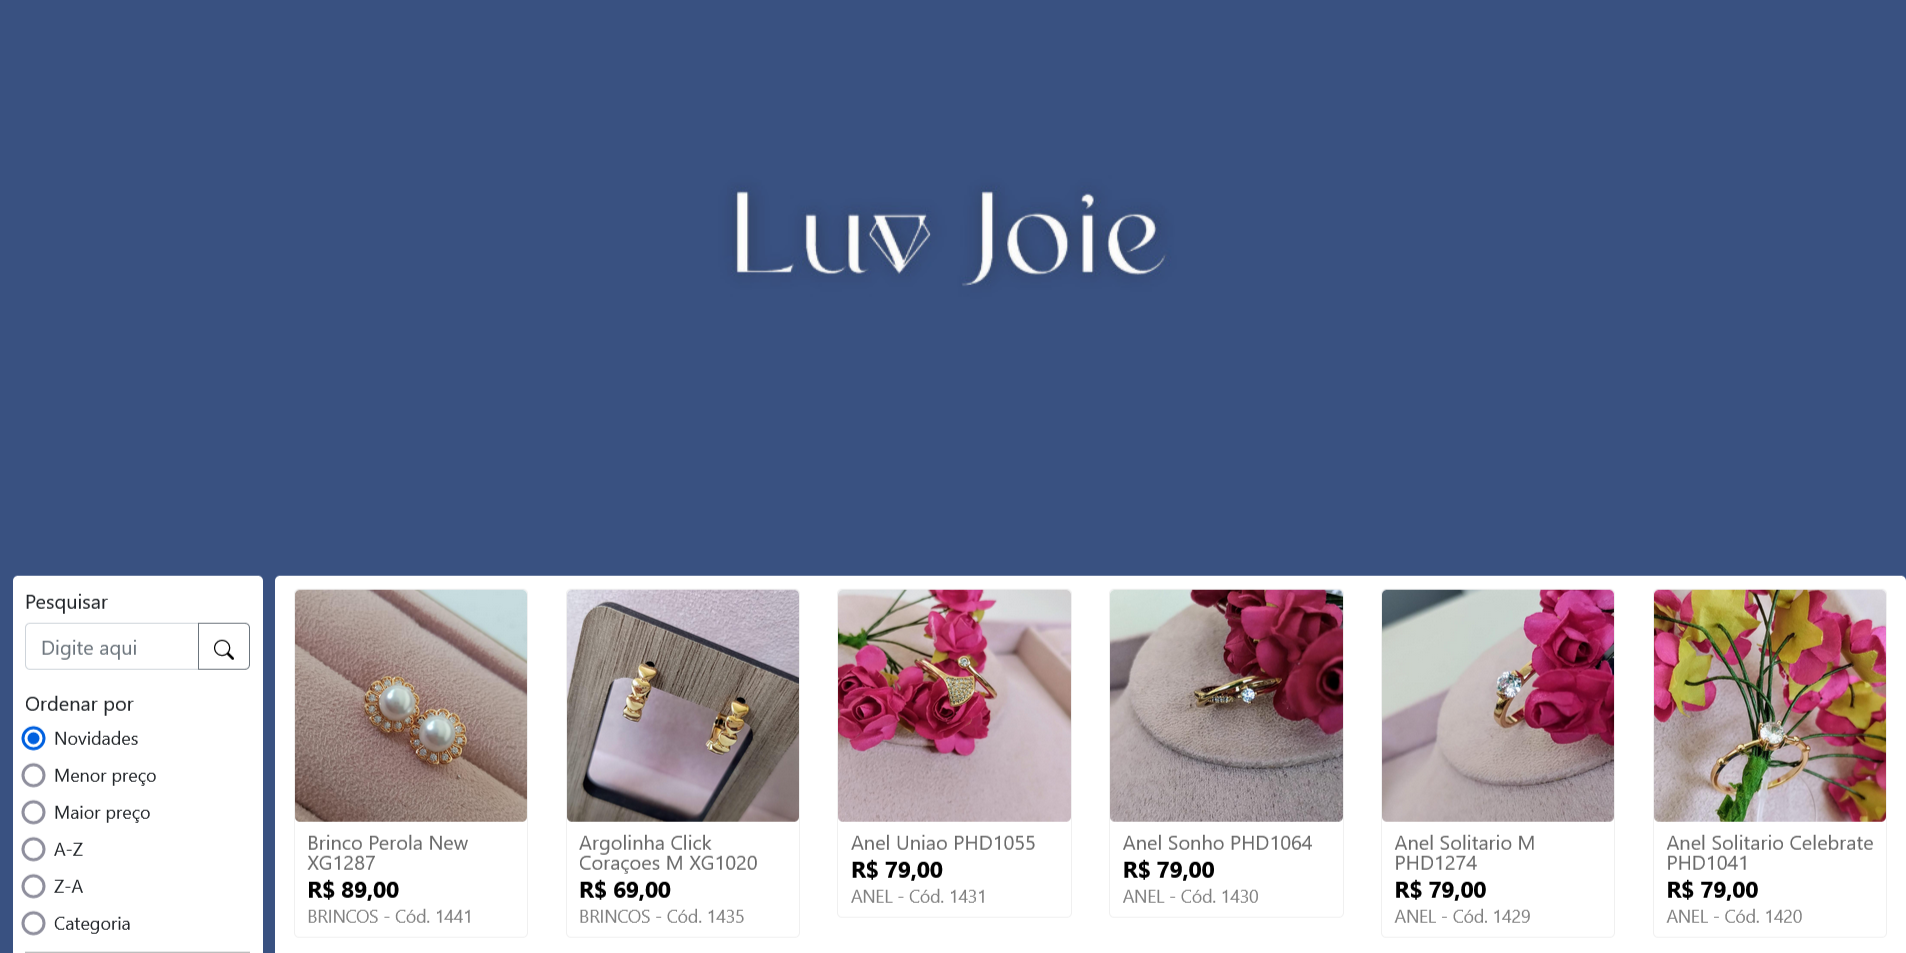 Luv Joie
Pesquisar
Digite aqui
Ordenar por
Novidades
Menor preço
Maior preço
A-Z
Z-A
Categoria
Brinco Perola New
XG1287
R$ 89,00
BRINCOS - Cód. 1441
Argolinha Click
Coraçoes M XG1020
R$ 69,00
BRINCOS - Cód. 1435
Anel Uniao PHD1055
R$ 79,00
ANEL - Cód. 1431
Anel Sonho PHD1064
R$ 79,00
ANEL - Cód. 1430
Anel Solitario M
PHD1274
R$ 79,00
ANEL - Cód. 1429
Anel Solitario Celebrate
PHD1041
R$ 79,00
ANEL - Cód. 1420